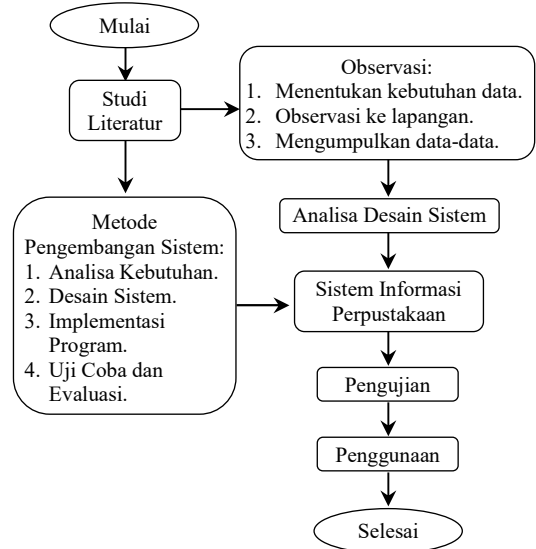 Mulai
Studi
Literatur
Observasi:
1. Menentukan kebutuhan data.
2. Observasi ke lapangan.
3. Mengumpulkan data-data.
Metode
Pengembangan Sistem:
1. Analisa Kebutuhan.
2. Desain Sistem.
3. Implementasi
Program.
4. Uji Coba dan
Evaluasi.
Analisa Desain Sistem
Sistem Informasi
Perpustakaan
Pengujian
Penggunaan
Selesai